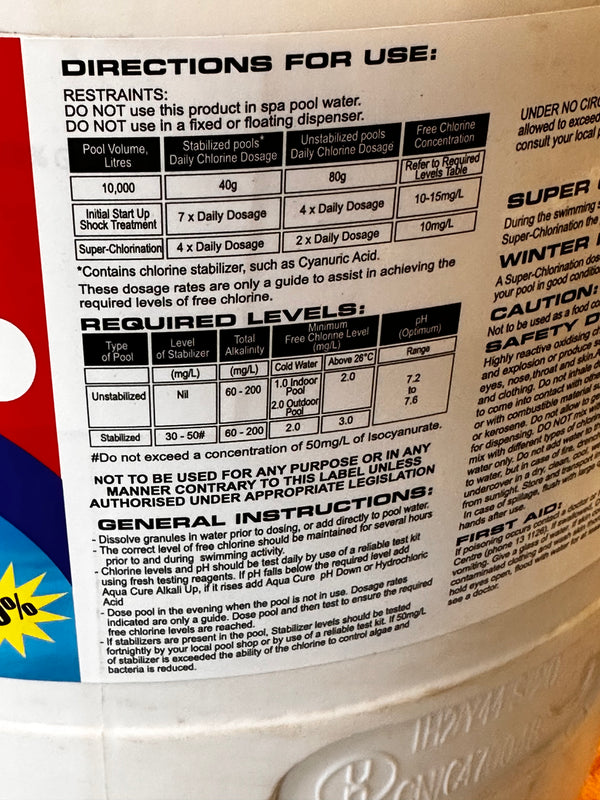 DIRECTIONS FOR USE:
RESTRAINTS:
DO NOT use this product in spa pool water.
DO NOT use in a fixed or floating dispenser.
Pool Volume, Litres
Stabilized pools* Daily Chlorine Dosage
Unstabilized pools Daily Chlorine Dosage
Free Chlorine Concentration
10,000
40g
80g
Refer to Required Levels Table
Initial Start Up Shock Treatment
7 x Daily Dosage
4 x Daily Dosage
10-15mg/L
Super-Chlorination
4 x Daily Dosage
2 x Daily Dosage
10mg/L
*Contains chlorine stabilizer, such as Cyanuric Acid.
These dosage rates are only a guide to assist in achieving the
required levels of free chlorine.
REQUIRED LEVELS:
Type of Pool
Level of Stabilizer
Total Alkalinity
Minimum Free Chlorine Level (mg/L)
pH (Optimum)
(mg/L)
(mg/L)
Cold Water
Above 26°C
Range
Unstabilized
Nil
60 - 200
1.0 Indoor Pool
2.0 Outdoor Pool
2.0
7.2 to 7.6
Stabilized
30 - 50#
60 - 200
2.0
3.0
#Do not exceed a concentration of 50mg/L of Isocyanurate.
NOT TO BE USED FOR ANY PURPOSE OR IN ANY
MANNER CONTRARY TO THIS LABEL UNLESS
AUTHORISED UNDER APPROPRIATE LEGISLATION
GENERAL INSTRUCTIONS:
- Dissolve granules in water prior to dosing, or add directly to pool water.
- The correct level of free chlorine should be maintained for several hours
prior to and during swimming activity.
- Chlorine levels and pH should be test daily by use of a reliable test kit
using fresh testing reagents. If pH falls below the required level add
Aqua Cure Alkali Up, if it rises add Aqua Cure pH Down or Hydrochloric
Acid
- Dose pool in the evening when the pool is not in use. Dosage rates
indicated are only a guide. Dose pool and then test to ensure the required
free chlorine levels are reached.
- If stabilizers are present in the pool, Stabilizer levels should be tested
fortnightly by your local pool shop or by use of a reliable test kit. If 50mg/L
of stabilizer is exceeded the ability of the chlorine to control algae and
bacteria is reduced.
UNDER NO
allowed to exceed
consult your local
SUPER
During the swimming
Super-Chlorination the
WINTER
A Super-Chlorination
your pool in good
CAUTION:
Not to be used as a food
SAFETY
Highly reactive oxidising
and explosion or produce
eyes, nose, throat and skin.
and clothing. Do not inhale
to come into contact with
or with combustible material
or kerosene. Do not allow to
for dispensing. DO NOT mix
mix with different types of
water only. Do not add water to
to water, but in case of fire,
undercover in a dry, clean, cool,
from sunlight. Store and transport
In case of spillage, flush with large
hands after use.
FIRST AID:
If poisoning occurs contact a doctor or
Centre (phone 13 1126). If swallowed
vomiting. Give a glass of water.
contaminated clothing and wash
hold eyes open, flood with water for
see a doctor.
%